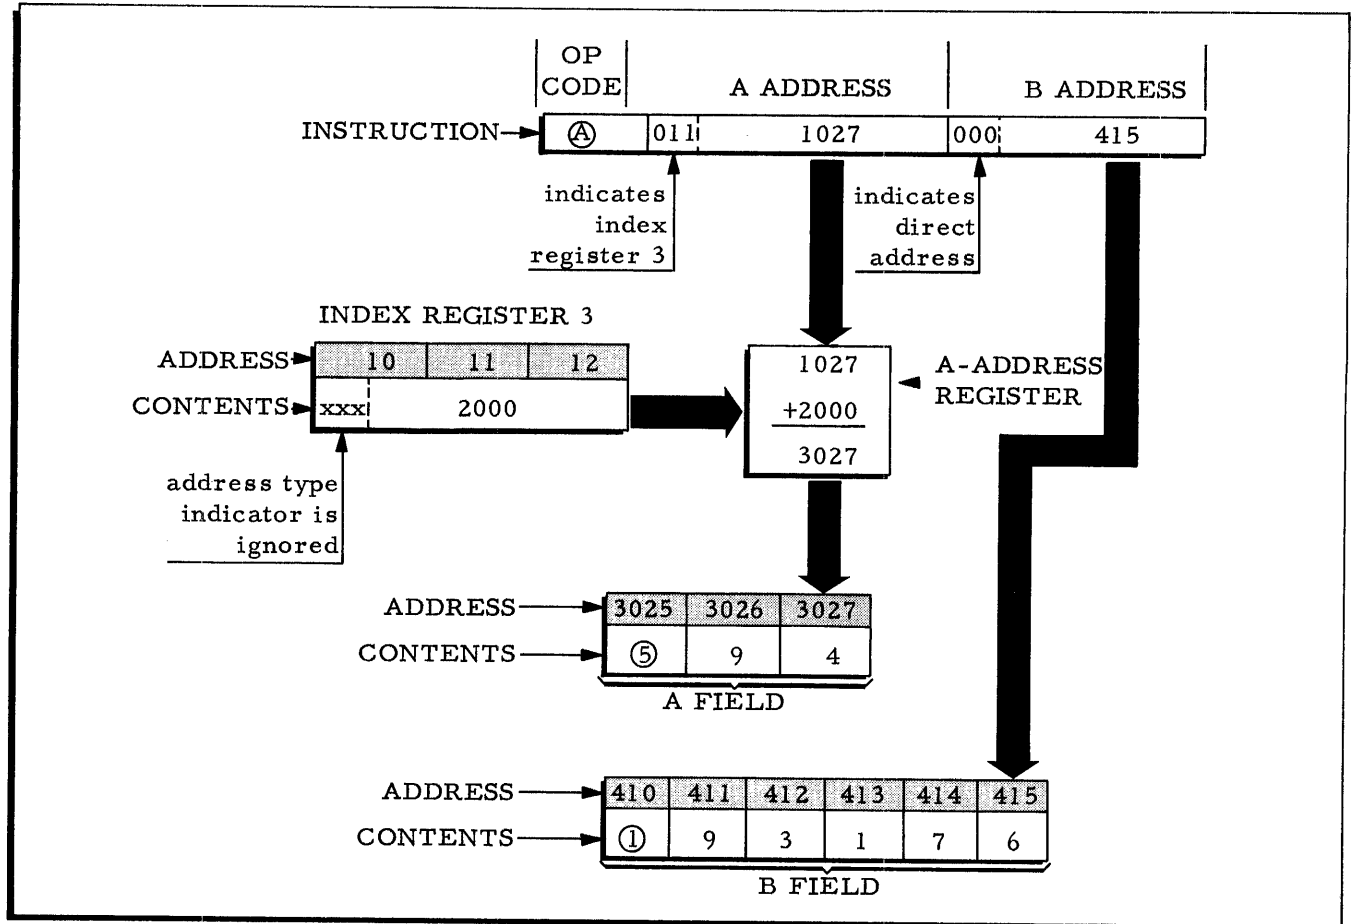 OP
CODE
A ADDRESS
B ADDRESS
INSTRUCTION
Ⓐ 011 1027 000 415
indicates
index
register 3
indicates
direct
address
INDEX REGISTER 3
ADDRESS 10 11 12
CONTENTS xxx 2000
address type
indicator is
ignored
1027
+2000
3027
A-ADDRESS
REGISTER
ADDRESS 3025 3026 3027
CONTENTS ⑤ 9 4
A FIELD
ADDRESS 410 411 412 413 414 415
CONTENTS ① 9 3 1 7 6
B FIELD